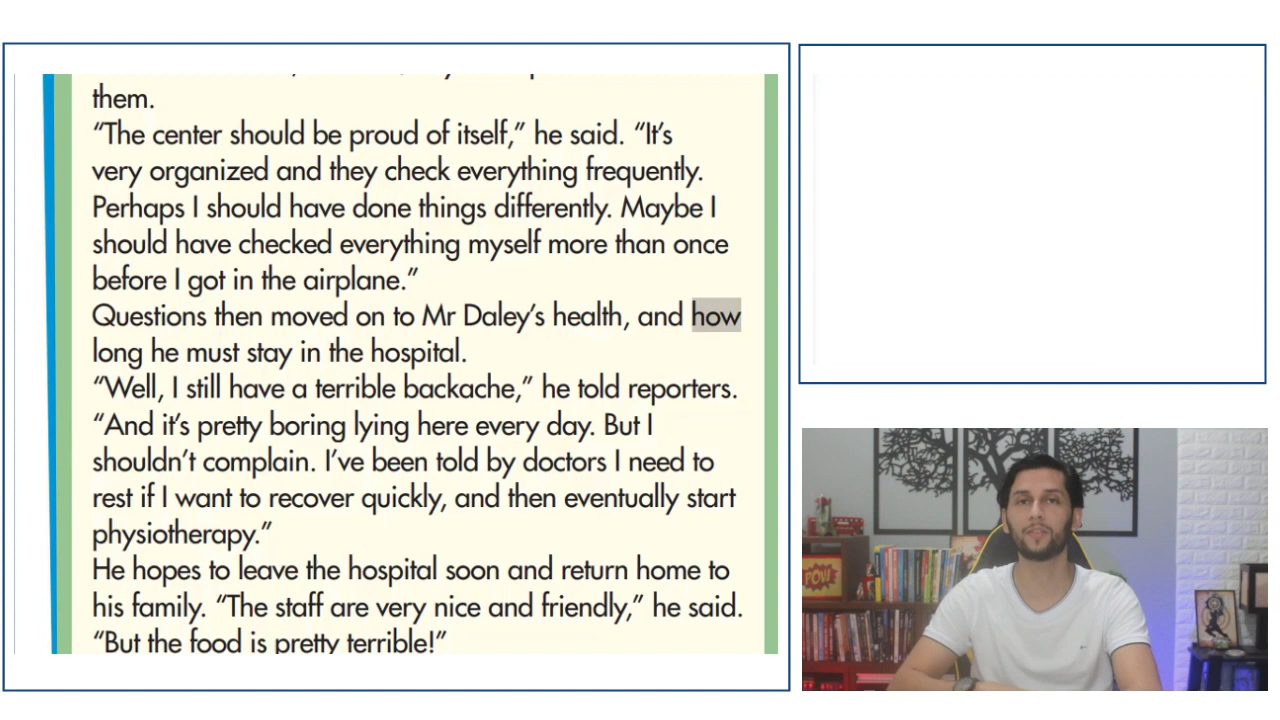 them.
“The center should be proud of itself,” he said. “It’s
very organized and they check everything frequently.
Perhaps I should have done things differently. Maybe I
should have checked everything myself more than once
before I got in the airplane.”
Questions then moved on to Mr Daley’s health, and how
long he must stay in the hospital.
“Well, I still have a terrible backache,” he told reporters.
“And it’s pretty boring lying here every day. But I
shouldn’t complain. I’ve been told by doctors I need to
rest if I want to recover quickly, and then eventually start
physiotherapy.”
He hopes to leave the hospital soon and return home to
his family. “The staff are very nice and friendly,” he said.
“But the food is pretty terrible!”
POW!